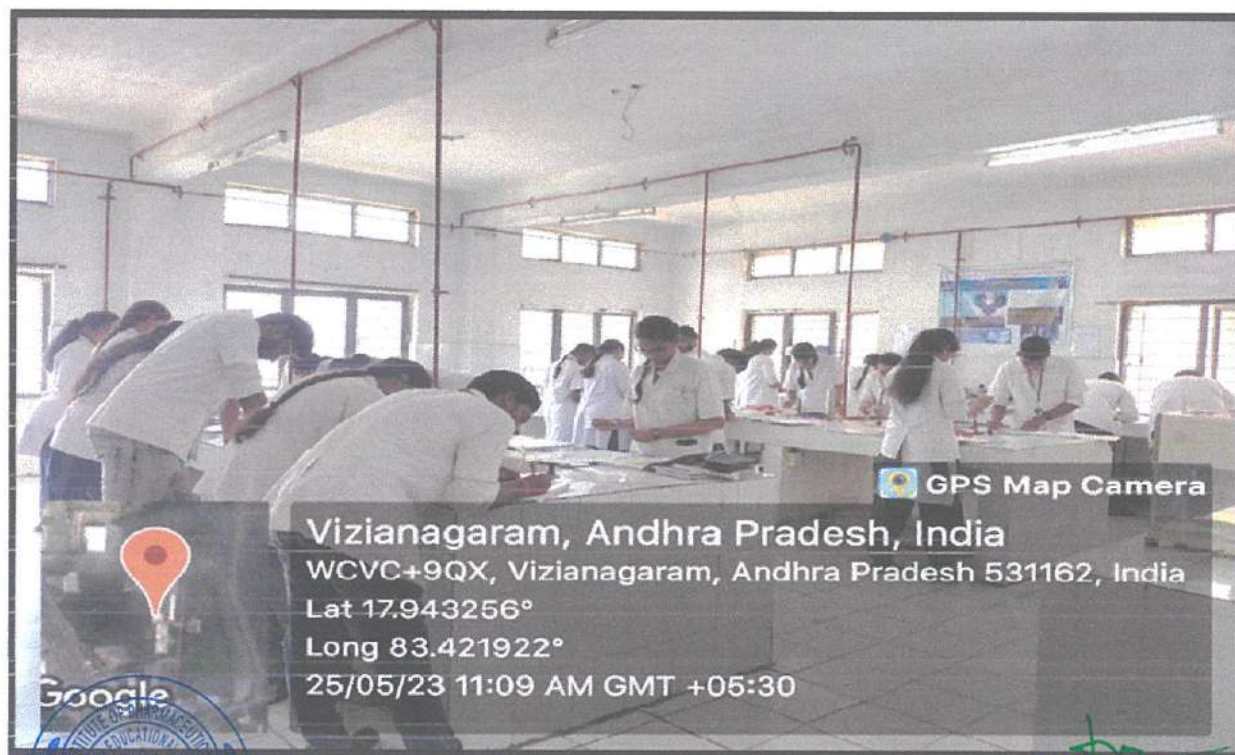 GPS Map Camera
Vizianagaram, Andhra Pradesh, India
WCVC+9QX, Vizianagaram, Andhra Pradesh 531162, India
Lat 17.943256°
Long 83.421922°
25/05/23 11:09 AM GMT +05:30
Google
EDUCATIONAL